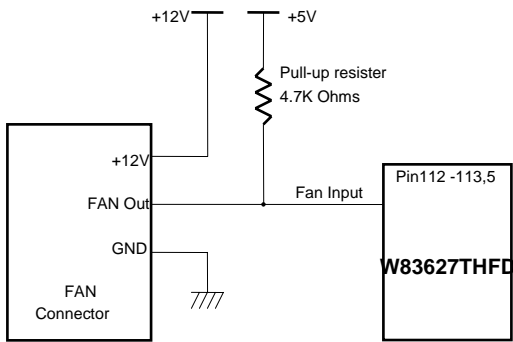 +12V
+5V
Pull-up resister
4.7K Ohms
+12V
FAN Out
GND
FAN
Connector
Fan Input
Pin112 -113,5
W83627THFD